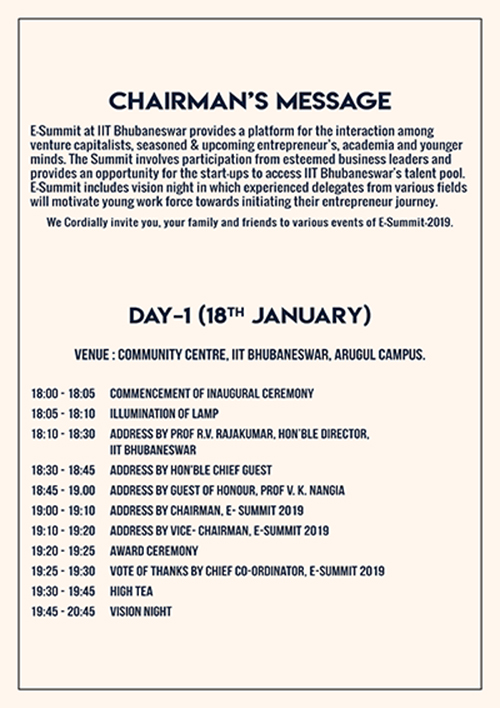 CHAIRMAN'S MESSAGE
E-Summit at IIT Bhubaneswar provides a platform for the interaction among
venture capitalists, seasoned & upcoming entrepreneur's, academia and younger
minds. The Summit involves participation from esteemed business leaders and
provides an opportunity for the start-ups to access IIT Bhubaneswar's talent pool.
E-Summit includes vision night in which experienced delegates from various fields
will motivate young work force towards initiating their entrepreneur journey.
We Cordially invite you, your family and friends to various events of E-Summit-2019.
DAY-1 (18TH JANUARY)
VENUE : COMMUNITY CENTRE, IIT BHUBANESWAR, ARUGUL CAMPUS.
18:00 - 18:05 COMMENCEMENT OF INAUGURAL CEREMONY
18:05 - 18:10 ILLUMINATION OF LAMP
18:10 - 18:30 ADDRESS BY PROF R.V. RAJAKUMAR, HON'BLE DIRECTOR,
IIT BHUBANESWAR
18:30 - 18:45 ADDRESS BY HON'BLE CHIEF GUEST
18:45 - 19.00 ADDRESS BY GUEST OF HONOUR, PROF V. K. NANGIA
19:00 - 19:10 ADDRESS BY CHAIRMAN, E- SUMMIT 2019
19:10 - 19:20 ADDRESS BY VICE- CHAIRMAN, E-SUMMIT 2019
19:20 - 19:25 AWARD CEREMONY
19:25 - 19:30 VOTE OF THANKS BY CHIEF CO-ORDINATOR, E-SUMMIT 2019
19:30 - 19:45 HIGH TEA
19:45 - 20:45 VISION NIGHT